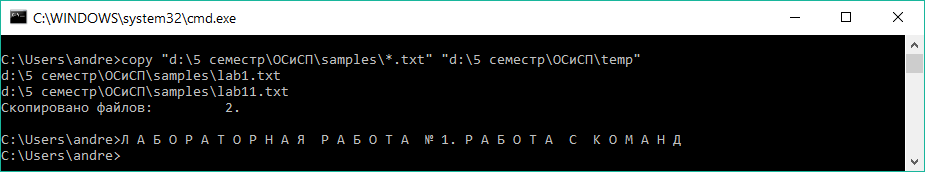 C:\WINDOWS\system32\cmd.exe
C:\Users\andre>copy "d:\5 семестр\ОСиСП\samples\*.txt" "d:\5 семестр\ОСиСП\temp"
d:\5 семестр\ОСиСП\samples\lab1.txt
d:\5 семестр\ОСиСП\samples\lab11.txt
Скопировано файлов:         2.
C:\Users\andre>Л А Б О Р А Т О Р Н А Я  Р А Б О Т А  № 1. Р А Б О Т А  С  К О М А Н Д
C:\Users\andre>